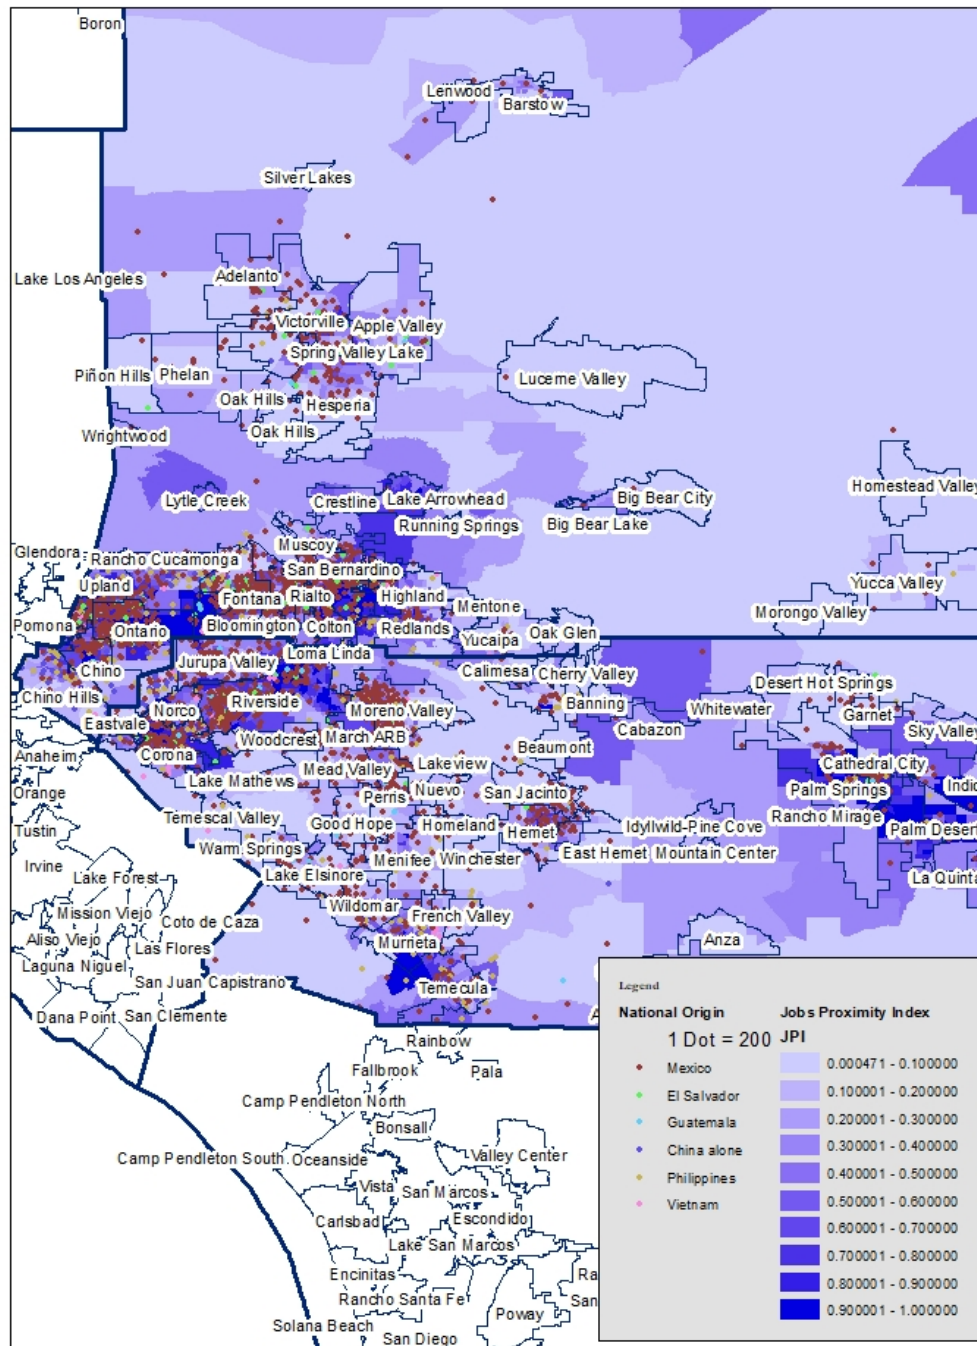 Boron
Lenwood
Barstow
Silver Lakes
Lake Los Angeles
Adelanto
Victorville
Apple Valley
Spring Valley Lake
Piñon Hills
Phelan
Lucerne Valley
Oak Hills
Hesperia
Wrightwood
Oak Hills
Lytle Creek
Crestline
Lake Arrowhead
Big Bear City
Homestead Valley
Running Springs
Big Bear Lake
Glendora
Rancho Cucamonga
Muscoy
San Bernardino
Upland
Fontana
Rialto
Highland
Mentone
Yucca Valley
Morongo Valley
Pomona
Ontario
Bloomington
Colton
Redlands
Yucaipa
Oak Glen
Chino
Jurupa Valley
Loma Linda
Calimesa
Cherry Valley
Desert Hot Springs
Chino Hills
Norco
Riverside
Moreno Valley
Banning
Whitewater
Garnet
Eastvale
Woodcrest
March ARB
Cabazon
Sky Valley
Anaheim
Corona
Beaumont
Lake Mathews
Mead Valley
Lakeview
Cathedral City
Orange
Perris
Nuevo
San Jacinto
Palm Springs
Indio
Tustin
Temescal Valley
Good Hope
Homeland
Hemet
Idyllwild-Pine Cove
Rancho Mirage
Palm Desert
Irvine
Warm Springs
Menifee
Winchester
East Hemet
Mountain Center
Lake Forest
Lake Elsinore
La Quinta
Mission Viejo
Coto de Caza
Wildomar
French Valley
Aliso Viejo
Las Flores
Murrieta
Anza
Laguna Niguel
San Juan Capistrano
Temecula
Dana Point
San Clemente
Rainbow
Fallbrook
Pala
Camp Pendleton North
Bonsall
Camp Pendleton South
Oceanside
Valley Center
Vista
San Marcos
Carlsbad
Escondido
Lake San Marcos
Encinitas
Rancho Santa Fe
Poway
Solana Beach
San Diego
Ra
San
A
Legend
National Origin
1 Dot = 200
Mexico
El Salvador
Guatemala
China alone
Philippines
Vietnam
Jobs Proximity Index
JPI
0.000471 - 0.100000
0.100001 - 0.200000
0.200001 - 0.300000
0.300001 - 0.400000
0.400001 - 0.500000
0.500001 - 0.600000
0.600001 - 0.700000
0.700001 - 0.800000
0.800001 - 0.900000
0.900001 - 1.000000